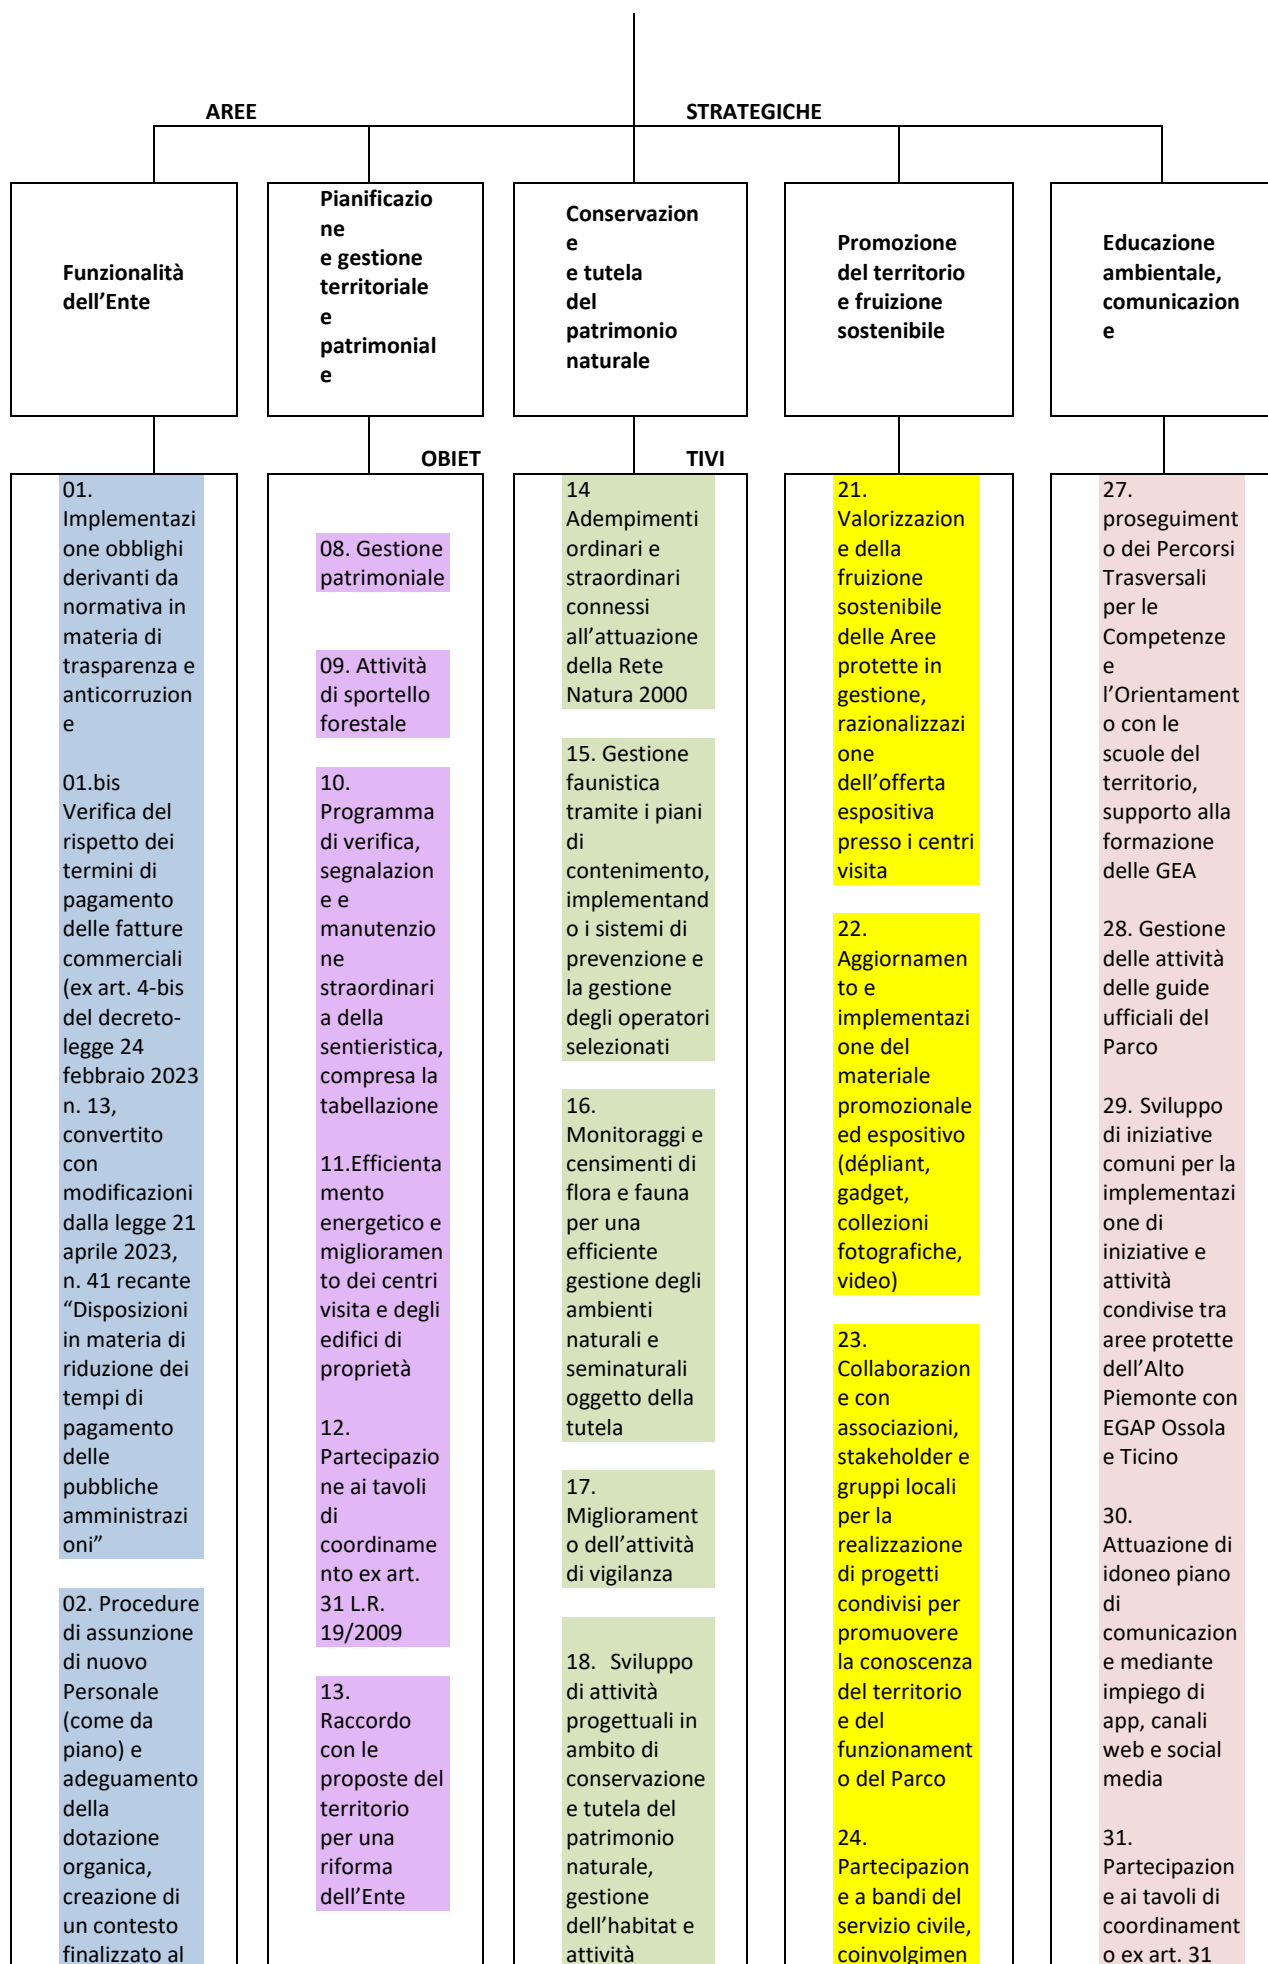 AREE
STRATEGICHE
Funzionalità
dell’Ente
Pianificazio
ne
e gestione
territoriale
e
patrimonial
e
Conservazion
e
e tutela
del
patrimonio
naturale
Promozione
del territorio
e fruizione
sostenibile
Educazione
ambientale,
comunicazion
e
OBIET
TIVI
01.
Implementazi
one obblighi
derivanti da
normativa in
materia di
trasparenza e
anticorruzion
e
01.bis
Verifica del
rispetto dei
termini di
pagamento
delle fatture
commerciali
(ex art. 4-bis
del decreto-
legge 24
febbraio 2023
n. 13,
convertito
con
modificazioni
dalla legge 21
aprile 2023,
n. 41 recante
“Disposizioni
in materia di
riduzione dei
tempi di
pagamento
delle
pubbliche
amministrazi
oni”
02. Procedure
di assunzione
di nuovo
Personale
(come da
piano) e
adeguamento
della
dotazione
organica,
creazione di
un contesto
finalizzato al
08. Gestione
patrimoniale
09. Attività
di sportello
forestale
10.
Programma
di verifica,
segnalazion
e e
manutenzio
ne
straordinari
a della
sentieristica,
compresa la
tabellazione
11.Efficienta
mento
energetico e
miglioramen
to dei centri
visita e degli
edifici di
proprietà
12.
Partecipazio
ne ai tavoli
di
coordiname
nto ex art.
31 L.R.
19/2009
13.
Raccordo
con le
proposte del
territorio
per una
riforma
dell’Ente
14
Adempimenti
ordinari e
straordinari
connessi
all’attuazione
della Rete
Natura 2000
15. Gestione
faunistica
tramite i piani
di
contenimento,
implementand
o i sistemi di
prevenzione e
la gestione
degli operatori
selezionati
16.
Monitoraggi e
censimenti di
flora e fauna
per una
efficiente
gestione degli
ambienti
naturali e
seminaturali
oggetto della
tutela
17.
Migliorament
o dell’attività
di vigilanza
18. Sviluppo
di attività
progettuali in
ambito di
conservazione
e tutela del
patrimonio
naturale,
gestione
dell’habitat e
attività
21.
Valorizzazion
e della
fruizione
sostenibile
delle Aree
protette in
gestione,
razionalizzazi
one
dell’offerta
espositiva
presso i centri
visita
22.
Aggiornamen
to e
implementazi
one del
materiale
promozionale
ed espositivo
(dépliant,
gadget,
collezioni
fotografiche,
video)
23.
Collaborazion
e con
associazioni,
stakeholder e
gruppi locali
per la
realizzazione
di progetti
condivisi per
promuovere
la conoscenza
del territorio
e del
funzionament
o del Parco
24.
Partecipazion
e a bandi del
servizio civile,
coinvolgimen
27.
proseguiment
o dei Percorsi
Trasversali
per le
Competenze
e
l’Orientament
o con le
scuole del
territorio,
supporto alla
formazione
delle GEA
28. Gestione
delle attività
delle guide
ufficiali del
Parco
29. Sviluppo
di iniziative
comuni per la
implementazi
one di
iniziative e
attività
condivise tra
aree protette
dell’Alto
Piemonte con
EGAP Ossola
e Ticino
30.
Attuazione di
idoneo piano
di
comunicazion
e mediante
impiego di
app, canali
web e social
media
31.
Partecipazion
e ai tavoli di
coordinament
o ex art. 31